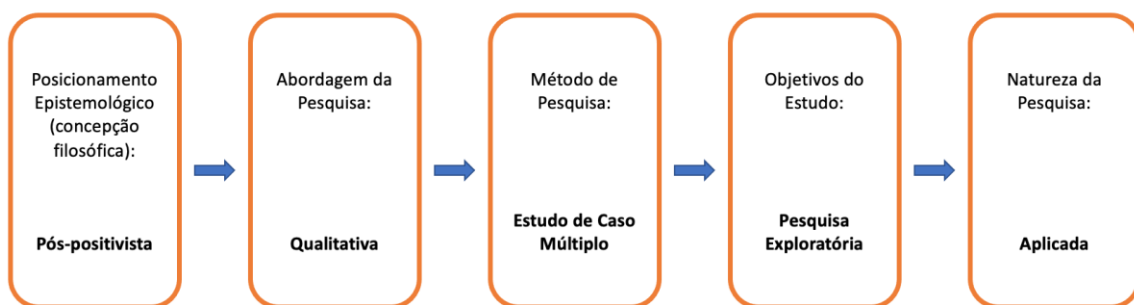 Posicionamento
Epistemológico
(concepção
filosófica):
Pós-positivista
Abordagem da
Pesquisa:
Qualitativa
Método de
Pesquisa:
Estudo de Caso
Múltiplo
Objetivos do
Estudo:
Pesquisa
Exploratória
Natureza da
Pesquisa:
Aplicada